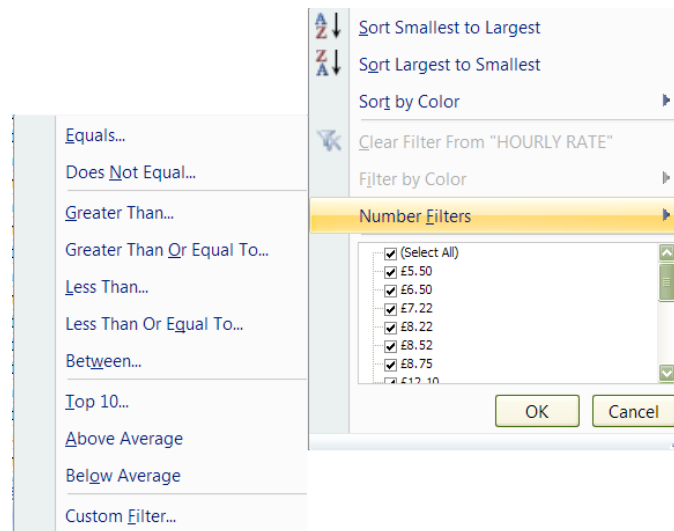 Sort Smallest to Largest
Sort Largest to Smallest
Sort by Color
Clear Filter From "HOURLY RATE"
Filter by Color
Number Filters
(Select All)
£5.50
£6.50
£7.22
£8.22
£8.52
£8.75
£12.10
OK Cancel
Equals...
Does Not Equal...
Greater Than...
Greater Than Or Equal To...
Less Than...
Less Than Or Equal To...
Between...
Top 10...
Above Average
Below Average
Custom Filter...